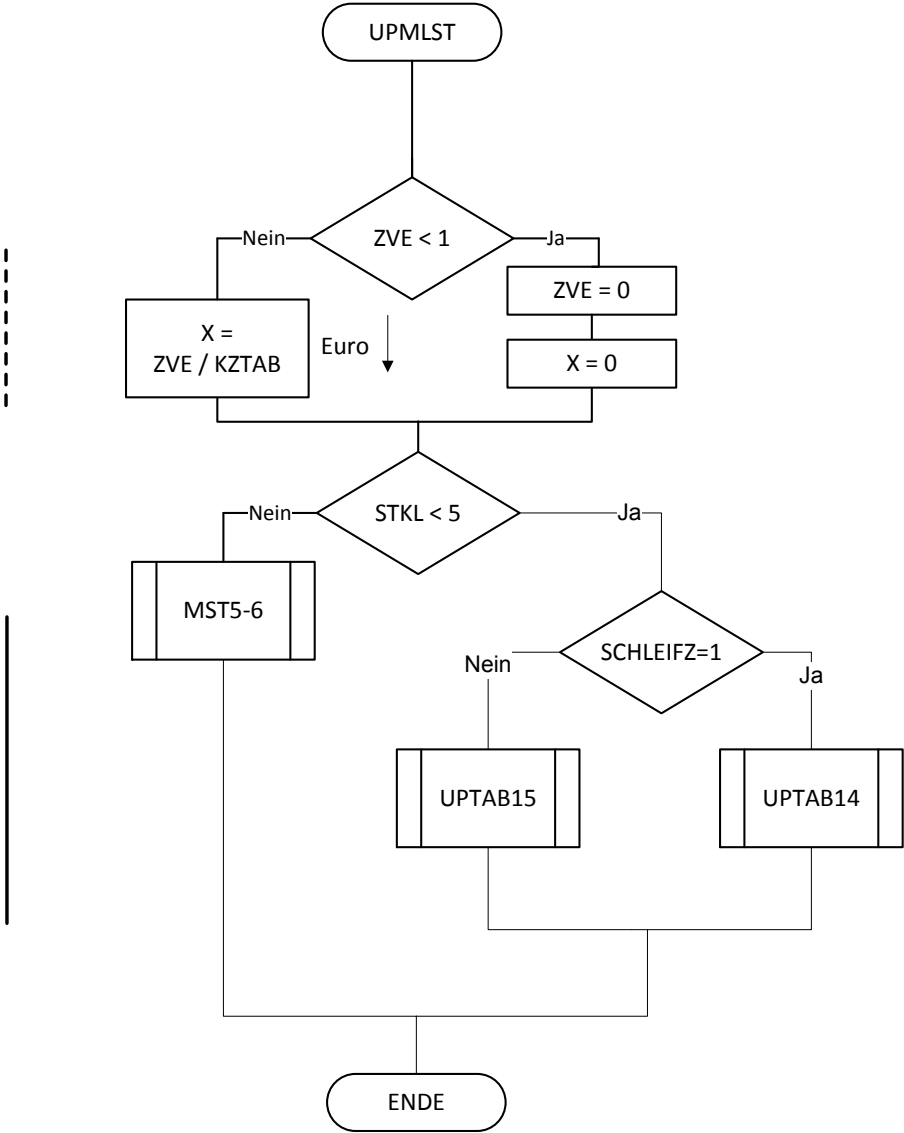 UPMLST
Nein
ZVE < 1
Ja
X =
ZVE / KZTAB
Euro
ZVE = 0
X = 0
Nein
STKL < 5
Ja
MST5-6
Nein
SCHLEIFZ=1
Ja
UPTAB15
UPTAB14
ENDE